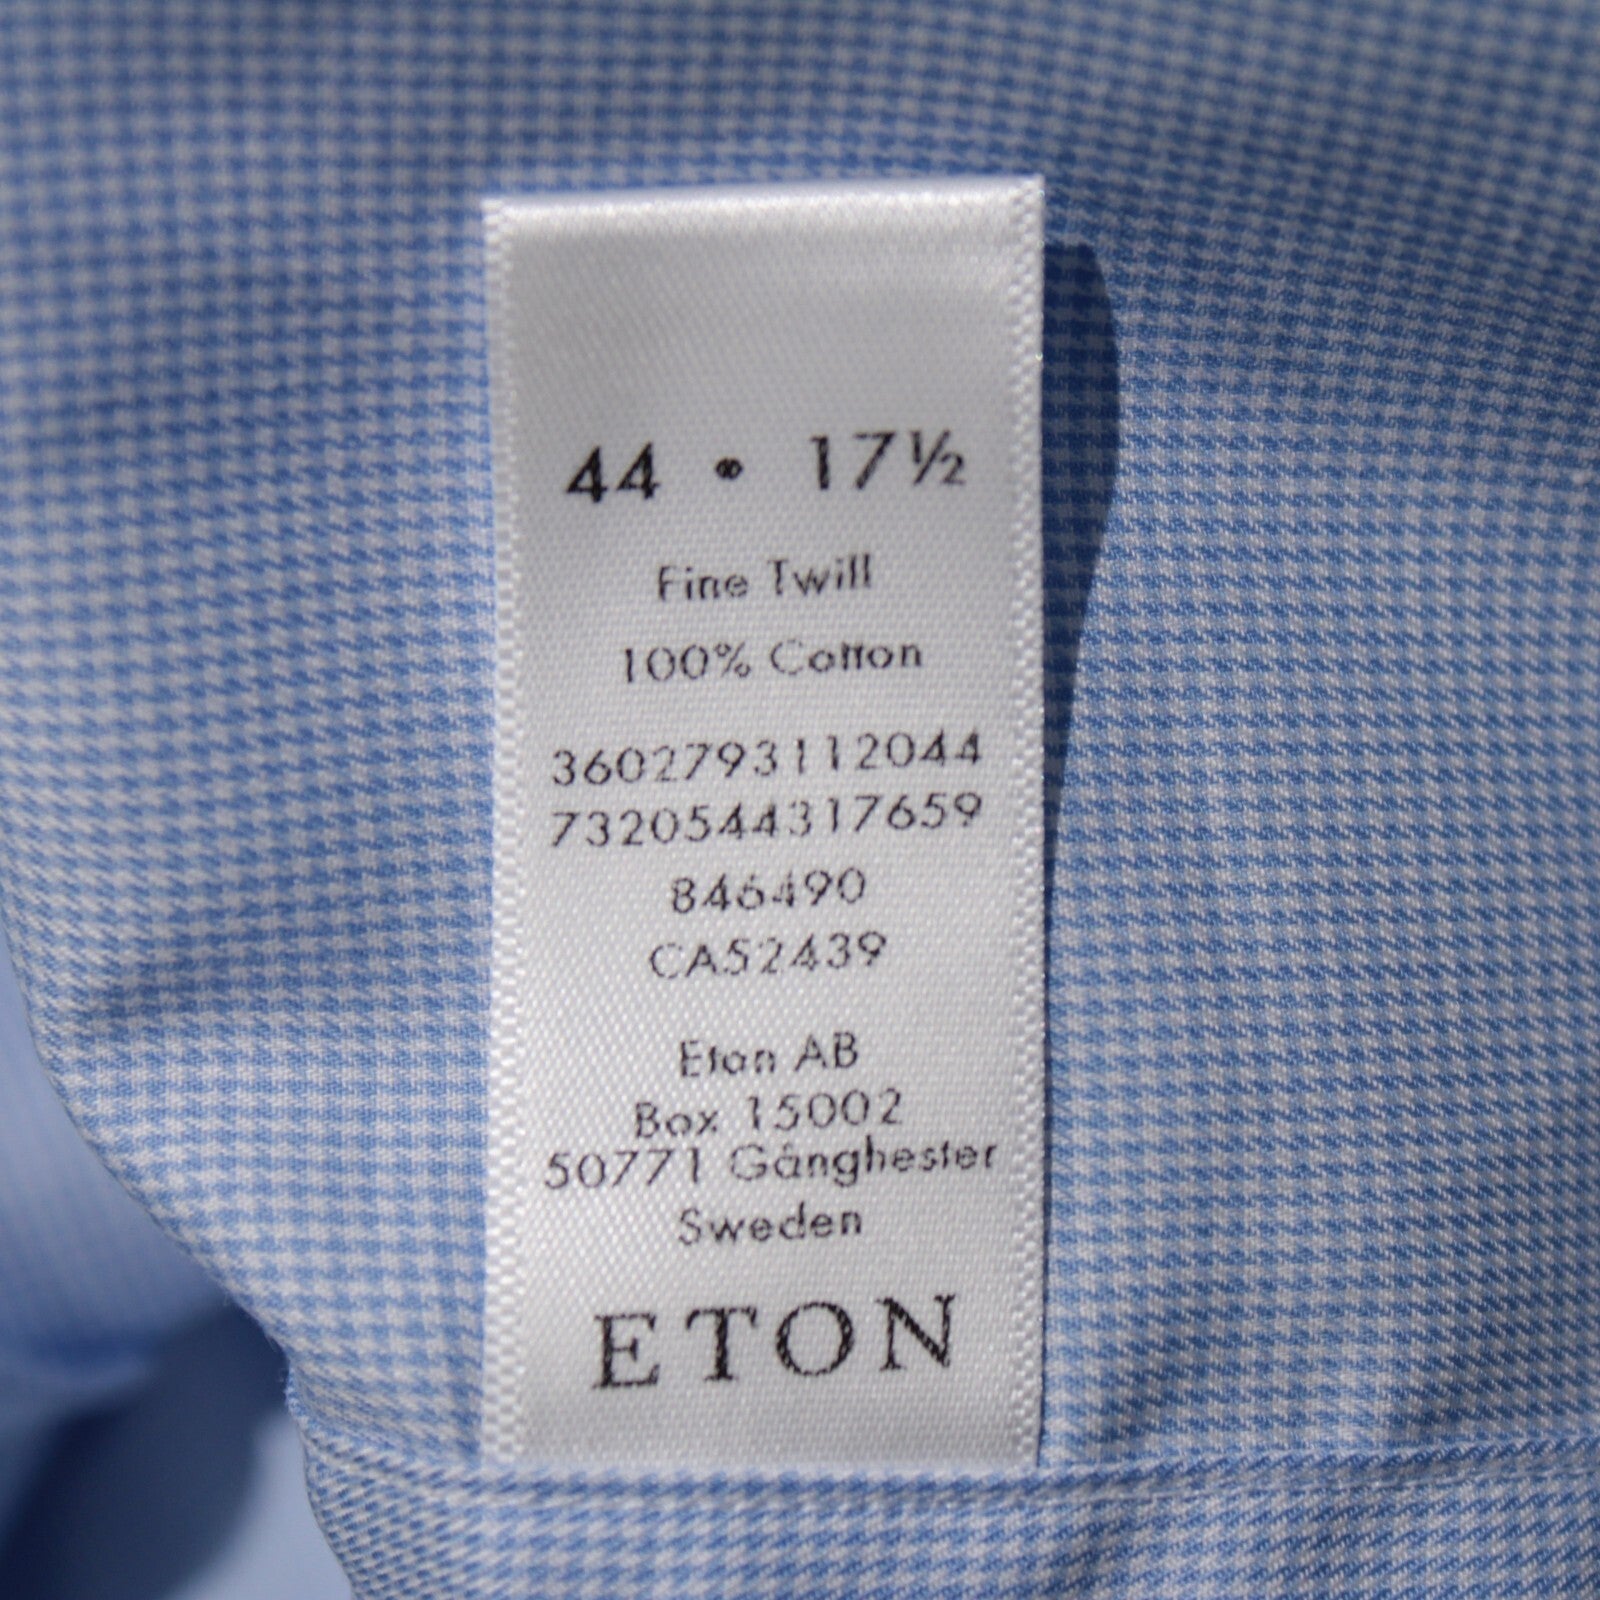 44 • 17½
Fine Twill
100% Cotton
3602793112044
7320544317659
846490
CA52439
Eton AB
Box 15002
50771 Gånghester
Sweden
ETON